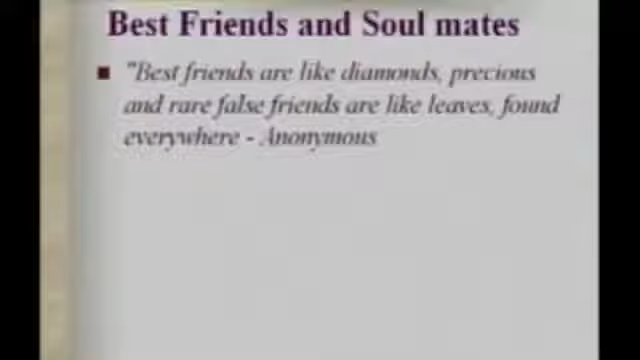 Best Friends and Soul mates
"Best friends are like diamonds, precious
and rare false friends are like leaves, found
everywhere - Anonymous